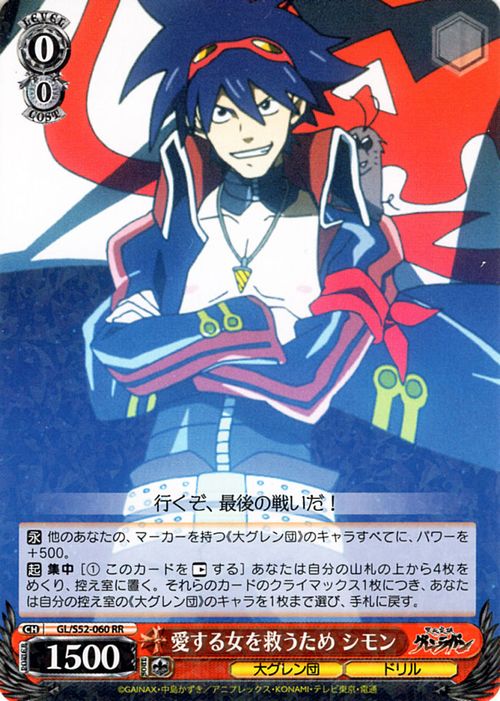 LEVEL
0
0
COST
行くぞ、最後の戦いだ！
永 他のあなたの、マーカーを持つ《大グレン団》のキャラすべてに、パワーを
+500。
起 集中 [① このカードを する] あなたは自分の山札の上から4枚を
めくり、控え室に置く。それらのカードのクライマックス1枚につき、あなた
は自分の控え室の《大グレン団》のキャラを1枚まで選び、手札に戻す。
CH GL/S52-060 RR
POWER 1500 SOUL 愛する女を救うため シモン
大グレン団 ドリル
©GAINAX・中島かずき／アニプレックス・KONAMI・テレビ東京・電通